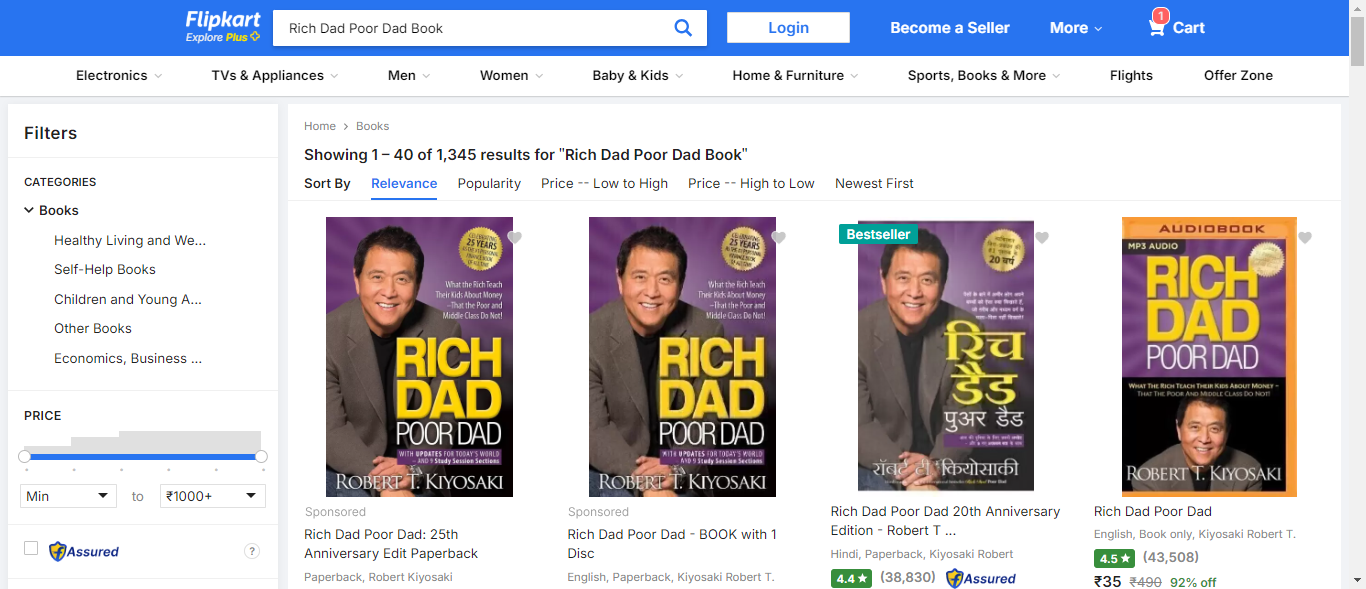 Flipkart
Explore Plus
Rich Dad Poor Dad Book
Login
Become a Seller
More
1
Cart
Electronics
TVs & Appliances
Men
Women
Baby & Kids
Home & Furniture
Sports, Books & More
Flights
Offer Zone
Filters
CATEGORIES
Books
Healthy Living and We...
Self-Help Books
Children and Young A...
Other Books
Economics, Business ...
PRICE
Min
to
₹1000+
Assured
?
Home
Books
Showing 1 – 40 of 1,345 results for "Rich Dad Poor Dad Book"
Sort By
Relevance
Popularity
Price -- Low to High
Price -- High to Low
Newest First
CELEBRATING
25 YEARS
What the Rich Teach
Their Kids About Money
—That the Poor and
Middle Class Do Not!
RICH
DAD
POOR DAD
WITH UPDATES FOR TODAY'S WORLD
— AND 9 Study Session Sections
ROBERT T. KIYOSAKI
Sponsored
Rich Dad Poor Dad: 25th
Anniversary Edit Paperback
Paperback, Robert Kiyosaki
CELEBRATING
25 YEARS
What the Rich Teach
Their Kids About Money
—That the Poor and
Middle Class Do Not!
RICH
DAD
POOR DAD
WITH UPDATES FOR TODAY'S WORLD
— AND 9 Study Session Sections
ROBERT T. KIYOSAKI
Sponsored
Rich Dad Poor Dad - BOOK with 1
Disc
English, Paperback, Kiyosaki Robert T.
Bestseller
20 वर्ष
रिच
डैड
पुअर डैड
रॉबर्ट टी. कियोसाकी
Rich Dad Poor Dad 20th Anniversary
Edition - Robert T ...
Hindi, Paperback, Kiyosaki Robert
4.4
(38,830)
Assured
AUDIOBOOK
MP3 AUDIO
RICH
DAD
POOR DAD
WHAT THE RICH TEACH THEIR KIDS ABOUT MONEY –
THAT THE POOR AND MIDDLE CLASS DO NOT!
ROBERT T. KIYOSAKI
Rich Dad Poor Dad
English, Book only, Kiyosaki Robert T.
4.5
(43,508)
₹35
₹490
92% off